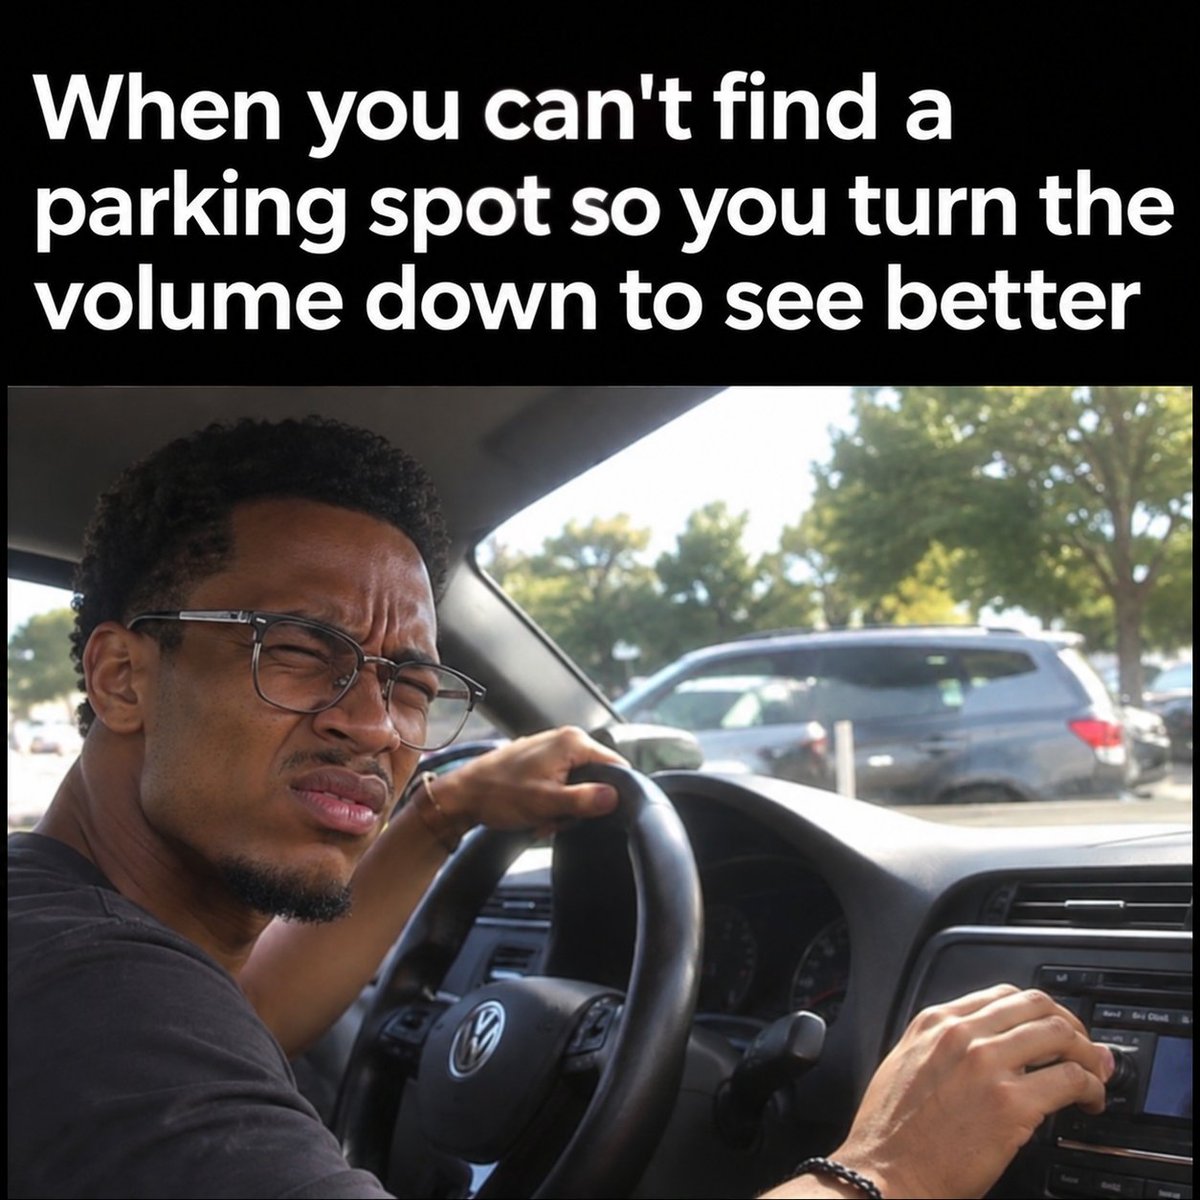 When you can't find a
parking spot so you turn the
volume down to see better